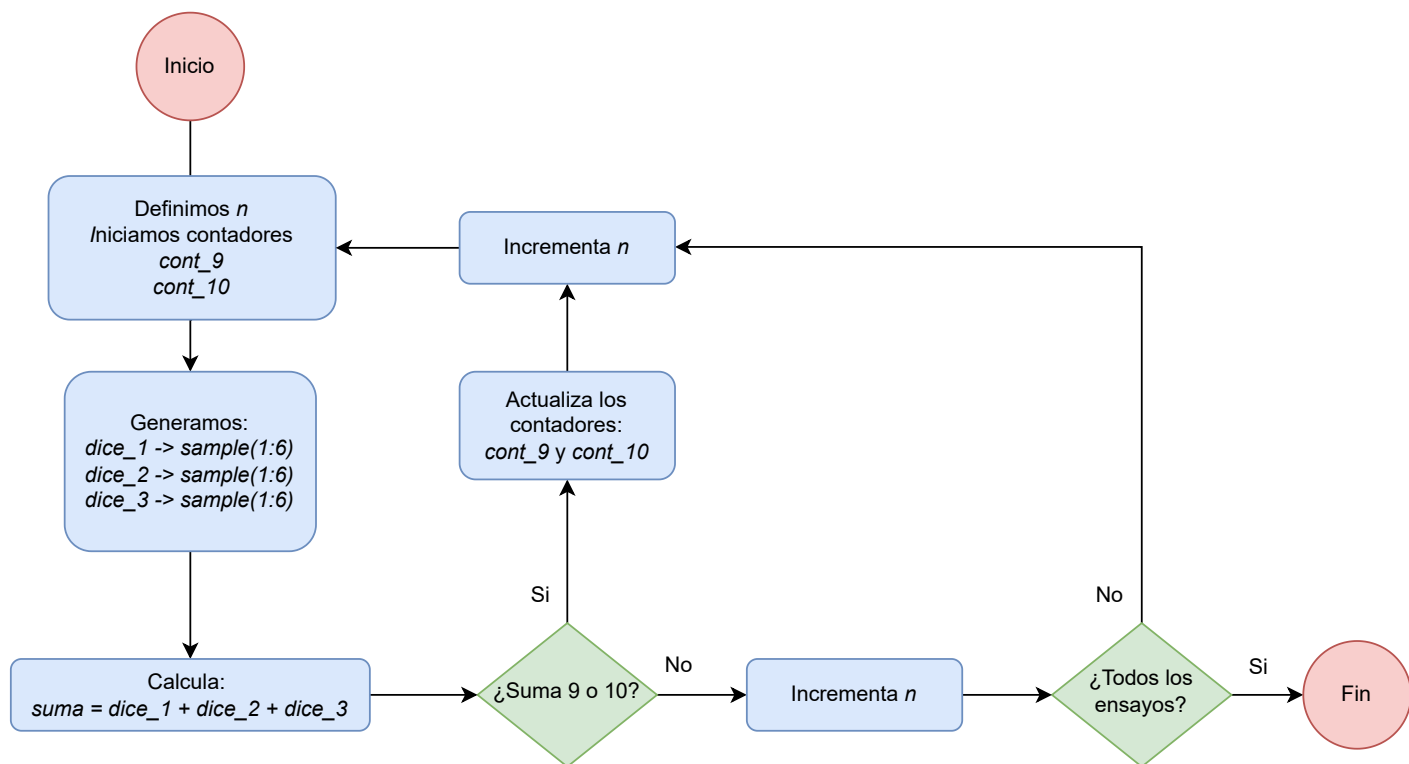 Inicio
Definimos n
Iniciamos contadores
cont_9
cont_10
Incrementa n
Generamos:
dice_1 -> sample(1:6)
dice_2 -> sample(1:6)
dice_3 -> sample(1:6)
Actualiza los
contadores:
cont_9 y cont_10
Si
No
Calcula:
suma = dice_1 + dice_2 + dice_3
¿Suma 9 o 10?
No
Incrementa n
¿Todos los
ensayos?
Si
Fin